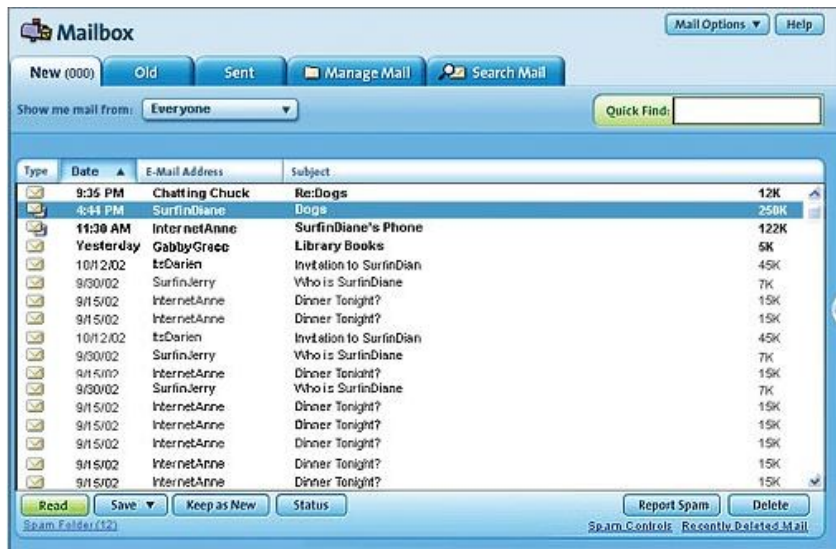 Mailbox
Mail Options Help
New (000) Old Sent Manage Mail Search Mail
Show me mail from: Everyone Quick Find:
Type Date E-Mail Address Subject
9:35 PM Chatting Chuck Re:Dogs 12K
4:44 PM SurfinDiane Dogs 250K
11:30 AM InternetAnne SurfinDiane's Phone 122K
Yesterday GabbyGrace Library Books 5K
10/12/02 ItsDarien Invitation to SurfinDian 45K
9/30/02 SurfinJerry Who is SurfinDiane 7K
9/15/02 InternetAnne Dinner Tonight? 15K
9/15/02 InternetAnne Dinner Tonight? 15K
10/12/02 ItsDarien Invitation to SurfinDian 45K
9/30/02 SurfinJerry Who is SurfinDiane 7K
9/15/02 InternetAnne Dinner Tonight? 15K
9/30/02 SurfinJerry Who is SurfinDiane 7K
9/15/02 InternetAnne Dinner Tonight? 15K
9/15/02 InternetAnne Dinner Tonight? 15K
9/15/02 InternetAnne Dinner Tonight? 15K
9/15/02 InternetAnne Dinner Tonight? 15K
9/15/02 InternetAnne Dinner Tonight? 15K
Read Save Keep as New Status Report Spam Delete
Spam Folder (12) Spam Controls Recently Deleted Mail